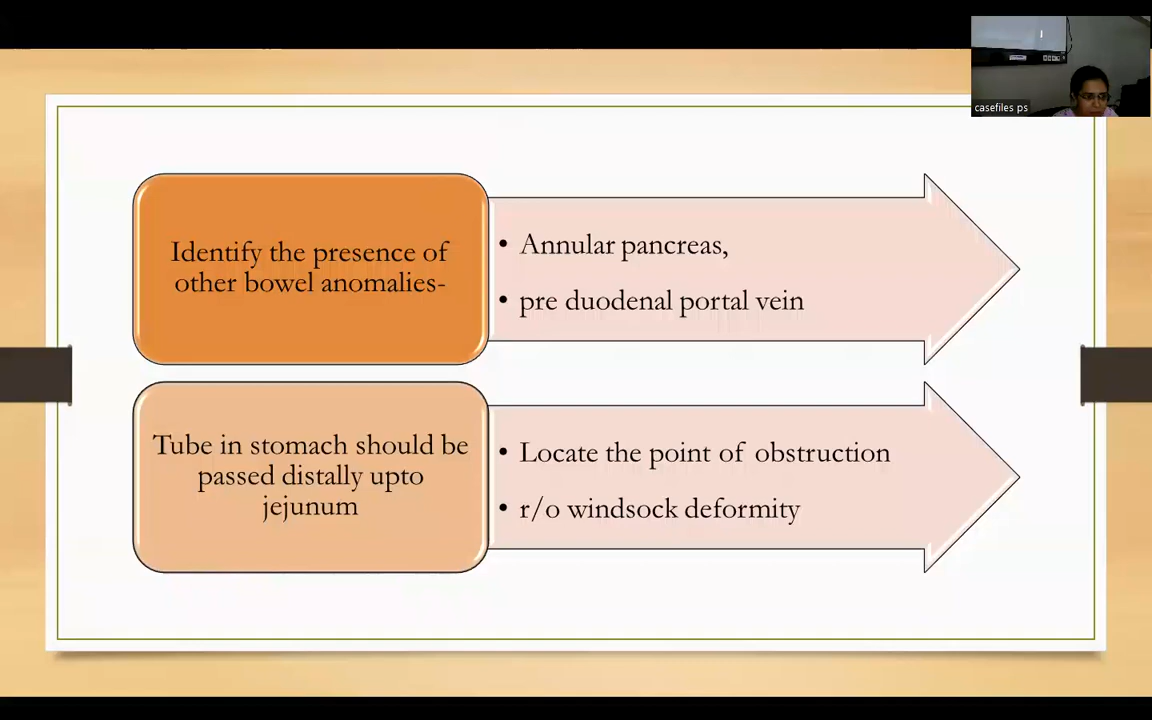 casefiles ps
Identify the presence of
other bowel anomalies-
• Annular pancreas,
• pre duodenal portal vein
Tube in stomach should be
passed distally upto
jejunum
• Locate the point of obstruction
• r/o windsock deformity